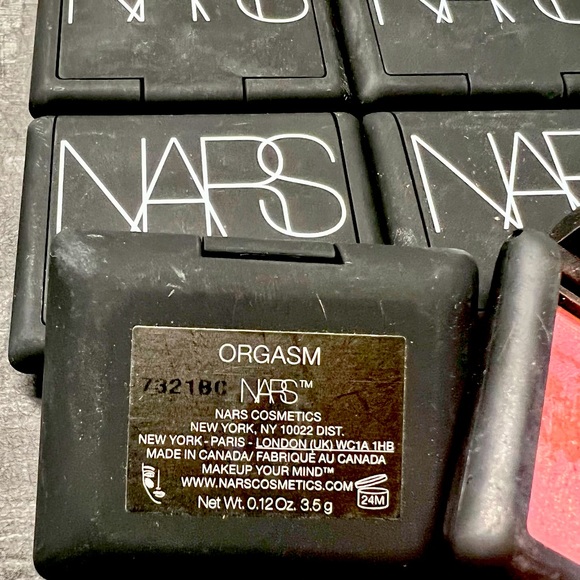 NARS
NARS
NARS
NARS
ORGASM
7321BC NARS™
NARS COSMETICS
NEW YORK, NY 10022 DIST.
NEW YORK - PARIS - LONDON (UK) WC1A 1HB
MADE IN CANADA/ FABRIQUÉ AU CANADA
MAKEUP YOUR MIND™
WWW.NARSCOSMETICS.COM
24M
Net Wt. 0.12 Oz. 3.5 g